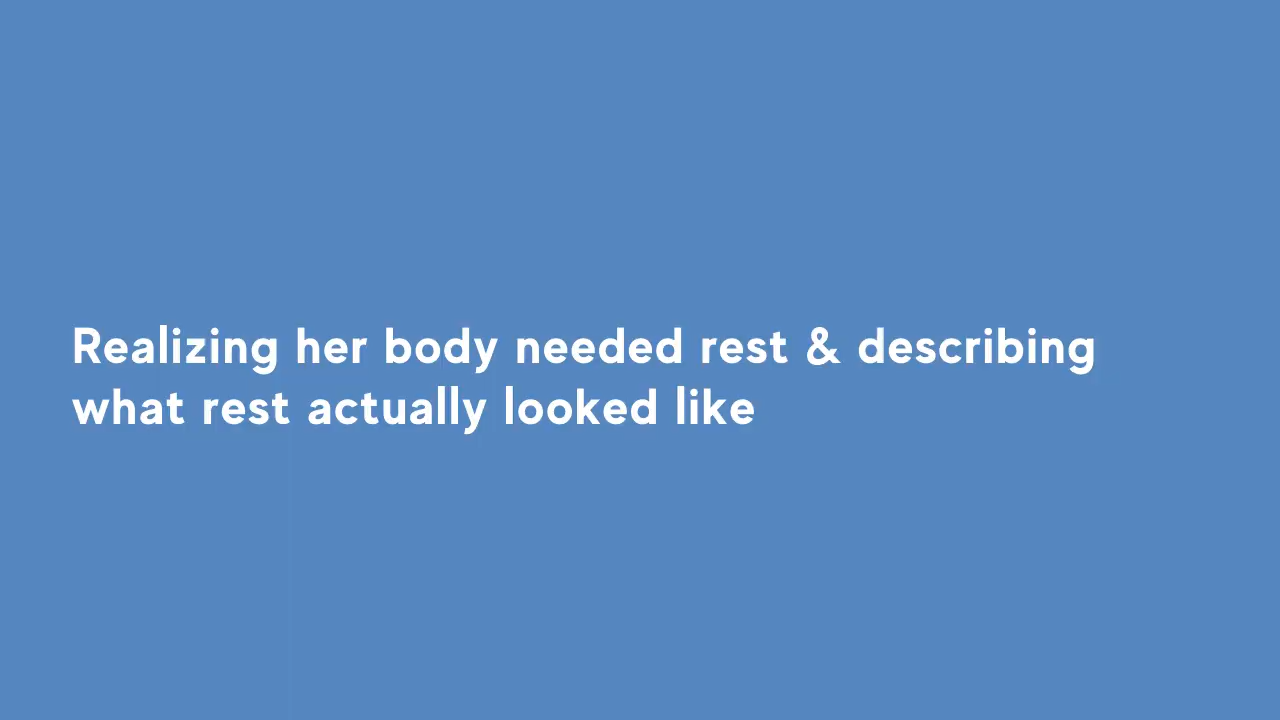 Realizing her body needed rest & describing
what rest actually looked like